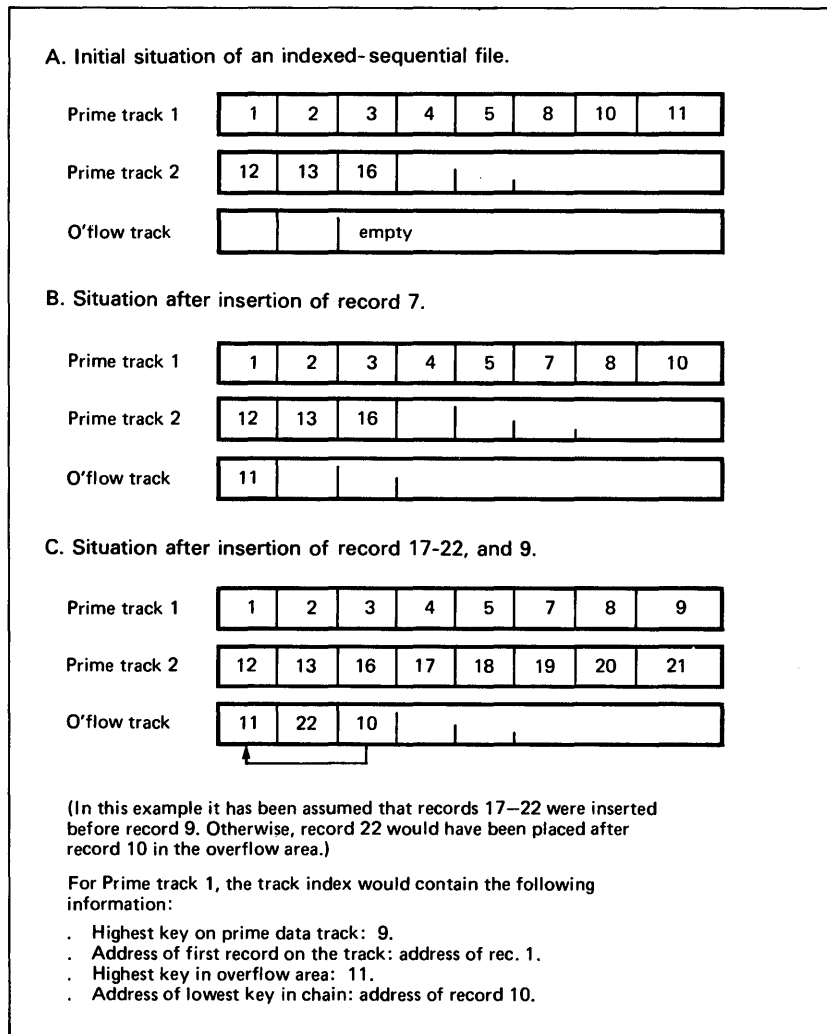 A. Initial situation of an indexed-sequential file.
Prime track 1 1 2 3 4 5 8 10 11
Prime track 2 12 13 16
O'flow track empty
B. Situation after insertion of record 7.
Prime track 1 1 2 3 4 5 7 8 10
Prime track 2 12 13 16
O'flow track 11
C. Situation after insertion of record 17-22, and 9.
Prime track 1 1 2 3 4 5 7 8 9
Prime track 2 12 13 16 17 18 19 20 21
O'flow track 11 22 10
(In this example it has been assumed that records 17–22 were inserted
before record 9. Otherwise, record 22 would have been placed after
record 10 in the overflow area.)
For Prime track 1, the track index would contain the following
information:
. Highest key on prime data track: 9.
. Address of first record on the track: address of rec. 1.
. Highest key in overflow area: 11.
. Address of lowest key in chain: address of record 10.